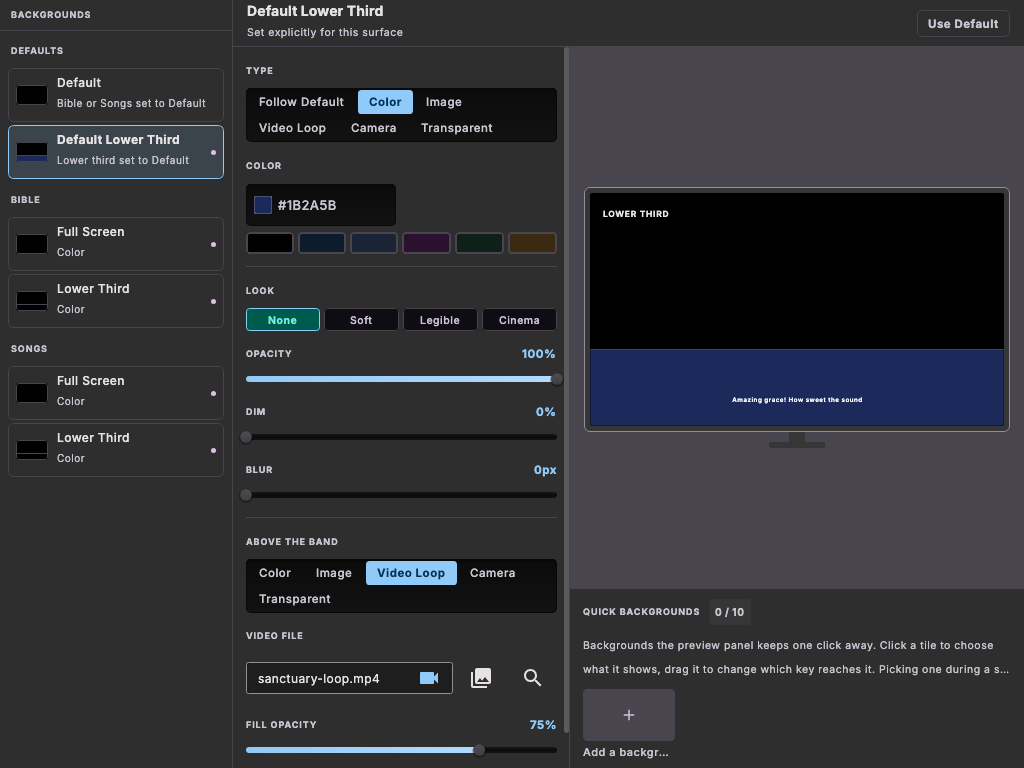 BACKGROUNDS
DEFAULTS
Default
Bible or Songs set to Default
Default Lower Third
Lower third set to Default
BIBLE
Full Screen
Color
Lower Third
Color
SONGS
Full Screen
Color
Lower Third
Color
Default Lower Third
Set explicitly for this surface
Use Default
TYPE
Follow Default Color Image
Video Loop Camera Transparent
COLOR
#1B2A5B
LOOK
None Soft Legible Cinema
OPACITY 100%
DIM 0%
BLUR 0px
ABOVE THE BAND
Color Image Video Loop Camera
Transparent
VIDEO FILE
sanctuary-loop.mp4
FILL OPACITY 75%
LOWER THIRD
Amazing grace! How sweet the sound
QUICK BACKGROUNDS 0 / 10
Backgrounds the preview panel keeps one click away. Click a tile to choose
what it shows, drag it to change which key reaches it. Picking one during a s...
+
Add a backgr...